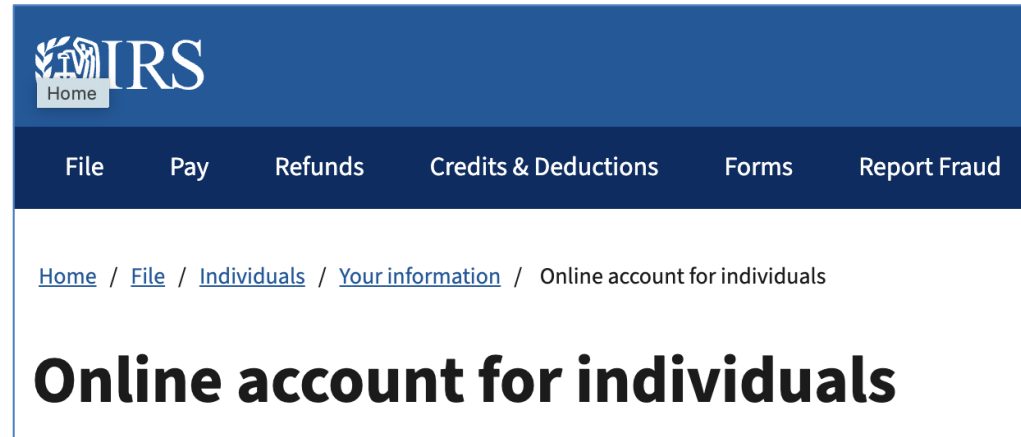 IRS
Home
File Pay Refunds Credits & Deductions Forms Report Fraud
Home / File / Individuals / Your information / Online account for individuals
Online account for individuals